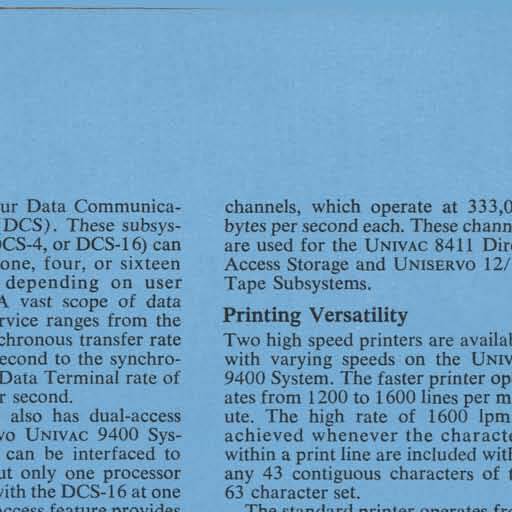 ur Data Communica-
DCS). These subsys-
CS-4, or DCS-16) can
one, four, or sixteen
depending on user
A vast scope of data
rvice ranges from the
chronous transfer rate
econd to the synchro-
Data Terminal rate of
r second.
also has dual-access
vo UNIVAC 9400 Sys-
can be interfaced to
ut only one processor
vith the DCS-16 at one
ccess feature provides
channels, which operate at 333,0
bytes per second each. These chann
are used for the UNIVAC 8411 Dir
Access Storage and UNISERVO 12/
Tape Subsystems.
Printing Versatility
Two high speed printers are availab
with varying speeds on the UNIV
9400 System. The faster printer op
ates from 1200 to 1600 lines per m
ute. The high rate of 1600 lpm
achieved whenever the characte
within a print line are included with
any 43 contiguous characters of t
63 character set.
The standard printer operates fro